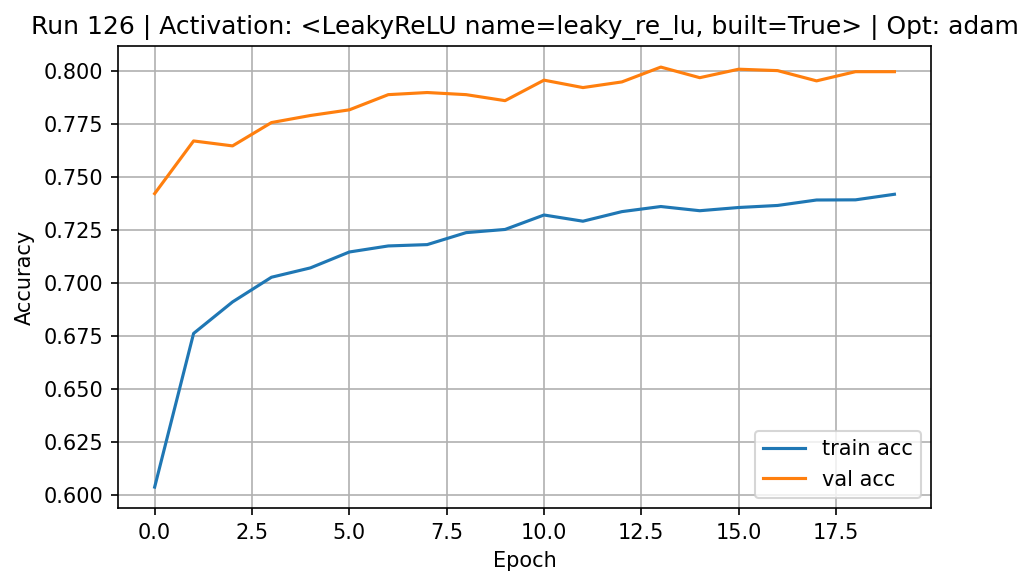 Run 126 | Activation: <LeakyReLU name=leaky_re_lu, built=True> | Opt: adam
0.800
0.775
0.750
0.725
0.700
0.675
0.650
0.625
0.600
Accuracy
train acc
val acc
0.0 2.5 5.0 7.5 10.0 12.5 15.0 17.5
Epoch